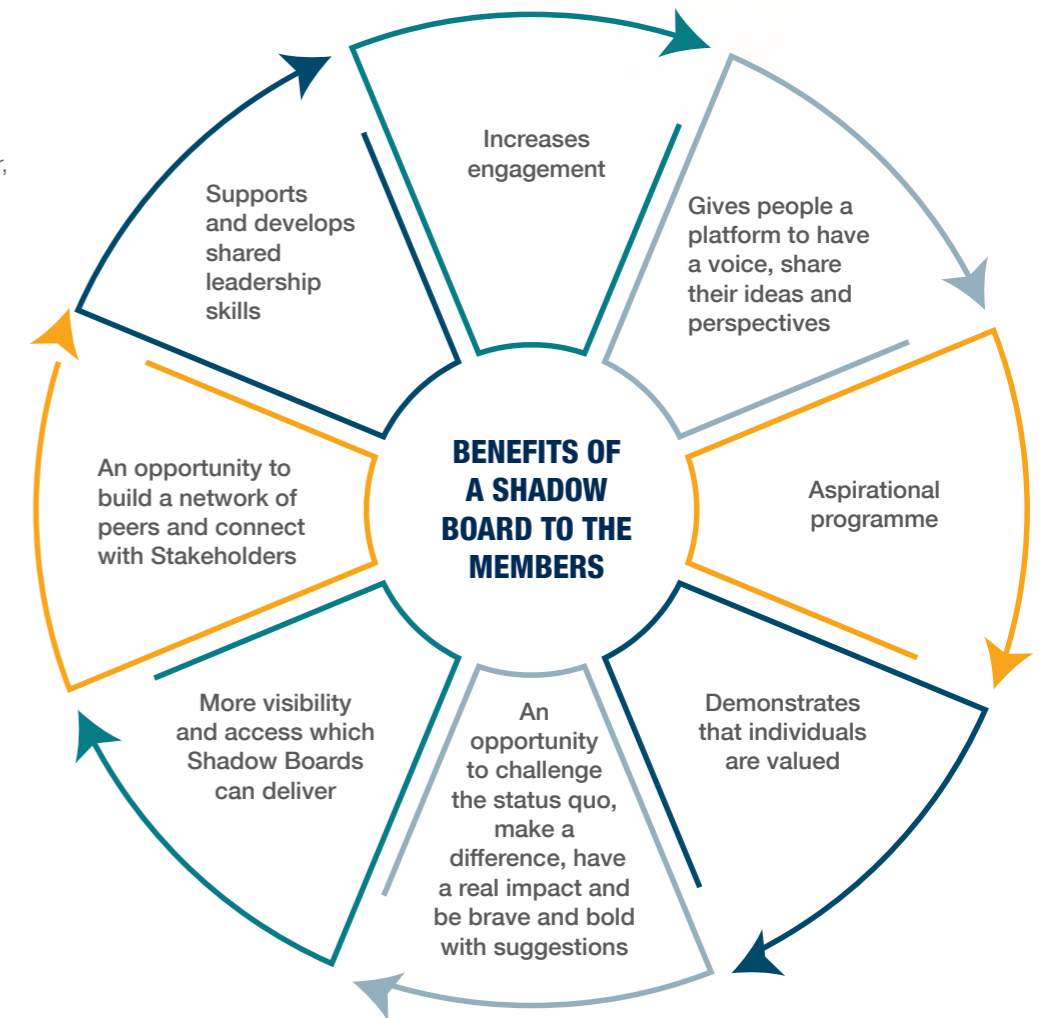 Increases
engagement
Gives people a
platform to have
a voice, share
their ideas and
perspectives
Aspirational
programme
Demonstrates
that individuals
are valued
An
opportunity
to challenge
the status quo,
make a
difference, have
a real impact and
be brave and bold
with suggestions
More visibility
and access which
Shadow Boards
can deliver
An opportunity to
build a network of
peers and connect
with Stakeholders
Supports
and develops
shared
leadership
skills
BENEFITS OF
A SHADOW
BOARD TO THE
MEMBERS